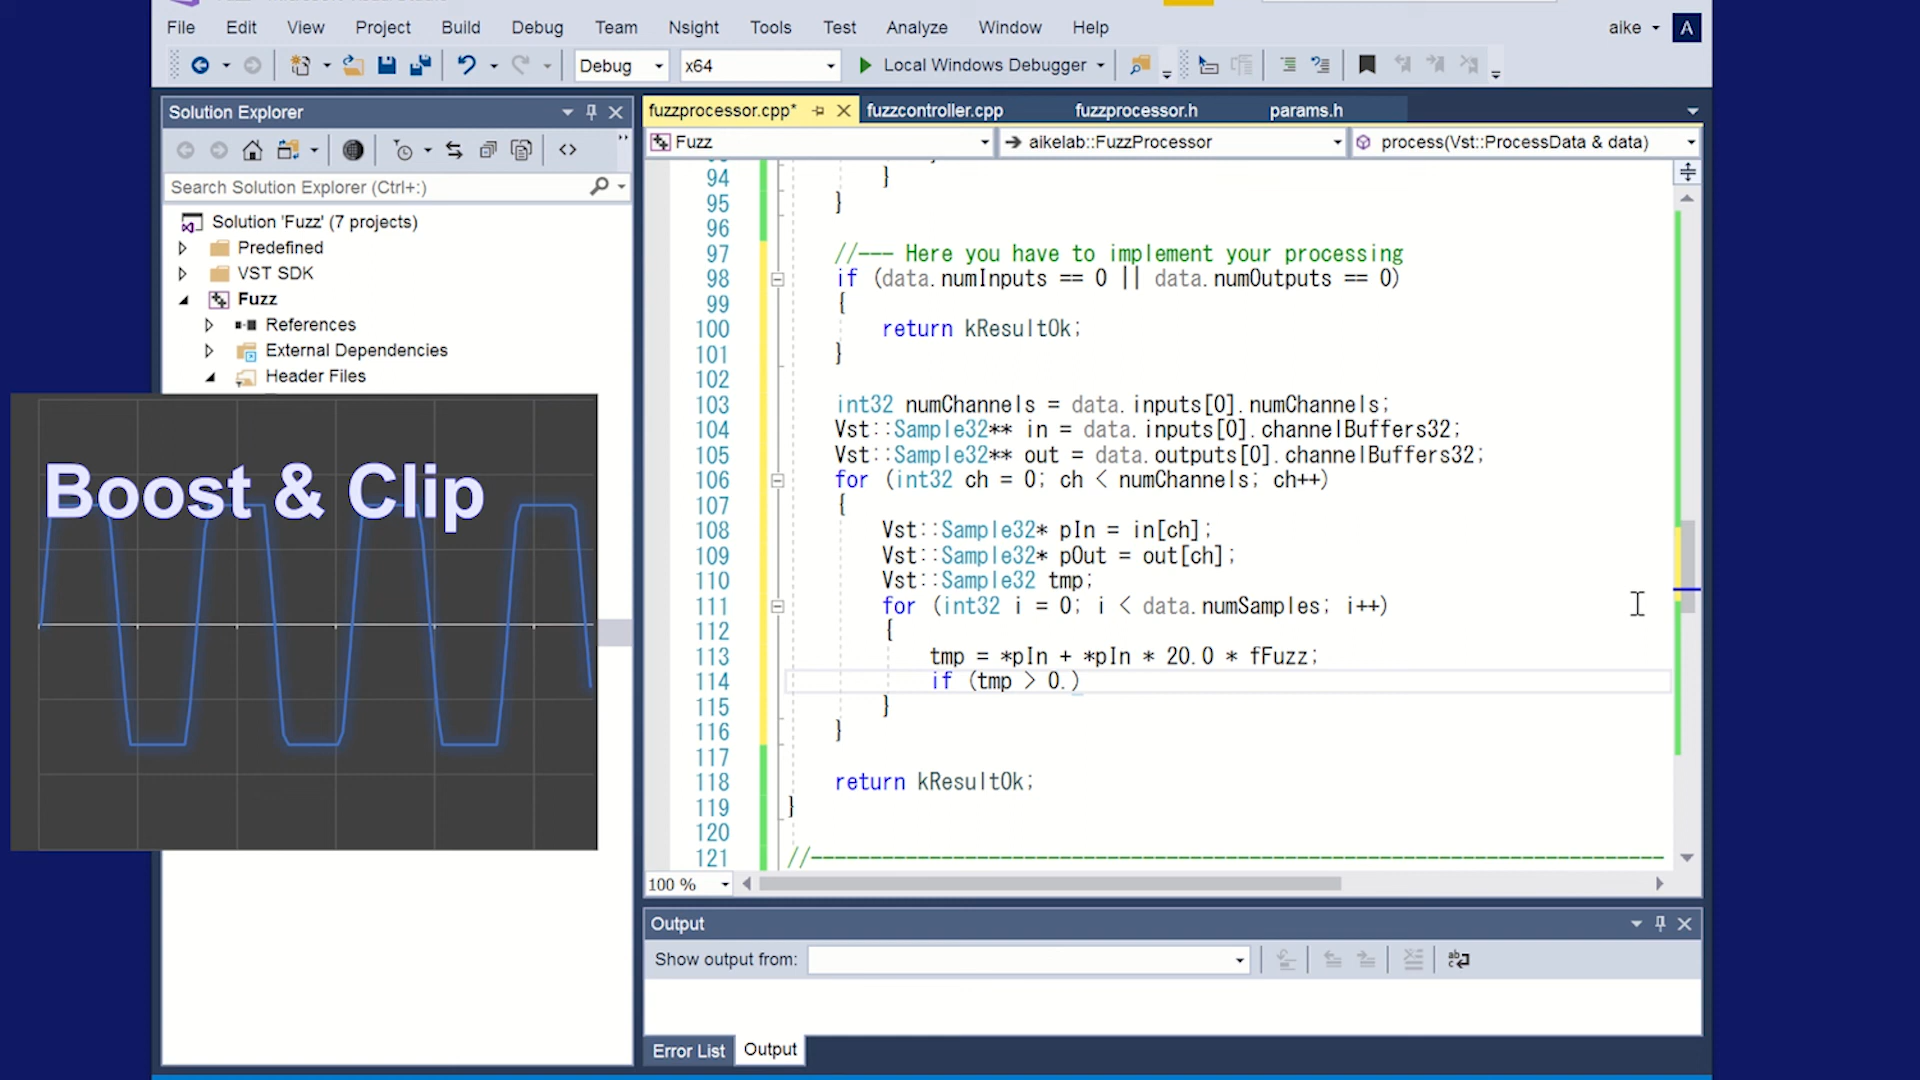 File Edit View Project Build Debug Team Nsight Tools Test Analyze Window Help aike A
Debug x64 Local Windows Debugger
Solution Explorer
Search Solution Explorer (Ctrl+:)
Solution 'Fuzz' (7 projects)
Predefined
VST SDK
Fuzz
References
External Dependencies
Header Files
Boost & Clip
fuzzprocessor.cpp* fuzzcontroller.cpp fuzzprocessor.h params.h
Fuzz aikelab::FuzzProcessor process(Vst::ProcessData & data)
94 }
95 }
96
97 //--- Here you have to implement your processing
98 if (data.numInputs == 0 || data.numOutputs == 0)
99 {
100 return kResultOk;
101 }
102
103 int32 numChannels = data.inputs[0].numChannels;
104 Vst::Sample32** in = data.inputs[0].channelBuffers32;
105 Vst::Sample32** out = data.outputs[0].channelBuffers32;
106 for (int32 ch = 0; ch < numChannels; ch++)
107 {
108 Vst::Sample32* pIn = in[ch];
109 Vst::Sample32* pOut = out[ch];
110 Vst::Sample32 tmp;
111 for (int32 i = 0; i < data.numSamples; i++)
112 {
113 tmp = *pIn + *pIn * 20.0 * fFuzz;
114 if (tmp > 0.)
115 }
116 }
117
118 return kResultOk;
119 }
120
121 //------------------------------------------------------------------------
100 %
Output
Show output from:
Error List Output